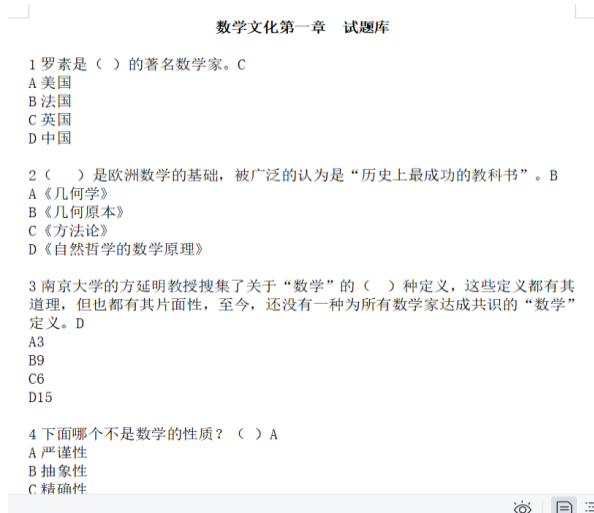 数学文化第一章 试题库
1 罗素是（ ）的著名数学家。C
A 美国
B 法国
C 英国
D 中国
2（ ）是欧洲数学的基础，被广泛的认为是“历史上最成功的教科书”。B
A《几何学》
B《几何原本》
C《方法论》
D《自然哲学的数学原理》
3 南京大学的方延明教授搜集了关于“数学”的（ ）种定义，这些定义都有其
道理，但也都有其片面性，至今，还没有一种为所有数学家达成共识的“数学”
定义。D
A3
B9
C6
D15
4 下面哪个不是数学的性质？（ ）A
A 严谨性
B 抽象性
C 精确性